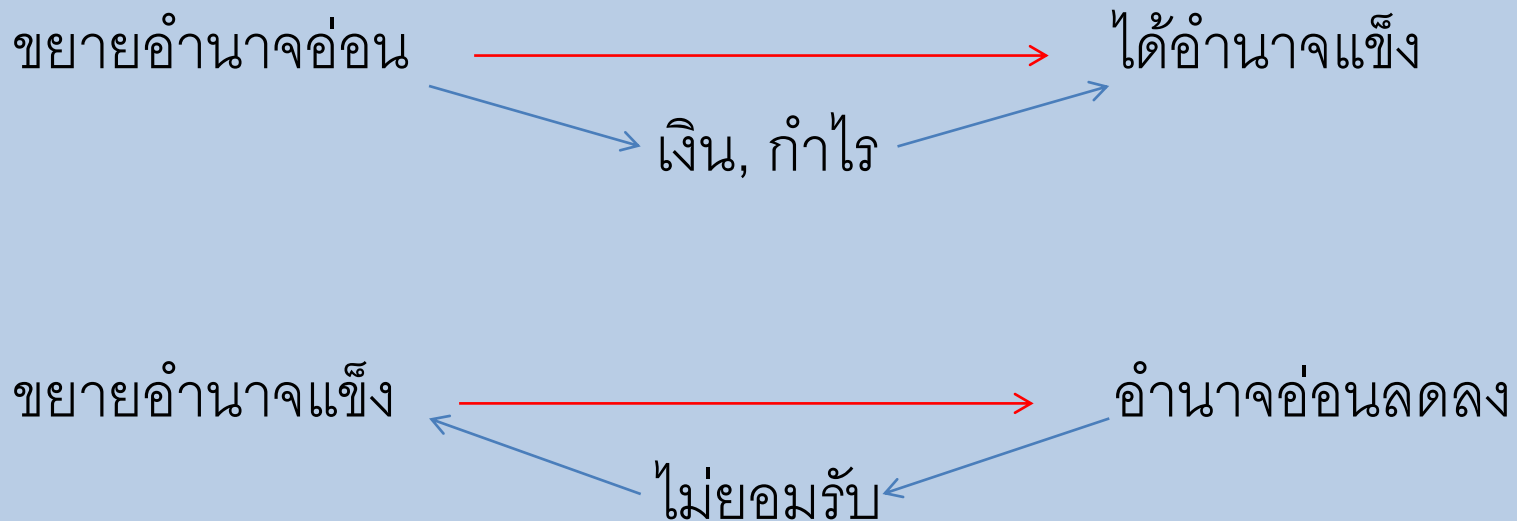 ขยายอำนาจอ่อน ได้อำนาจแข็ง
เงิน, กำไร
ขยายอำนาจแข็ง อำนาจอ่อนลดลง
ไม่ยอมรับ